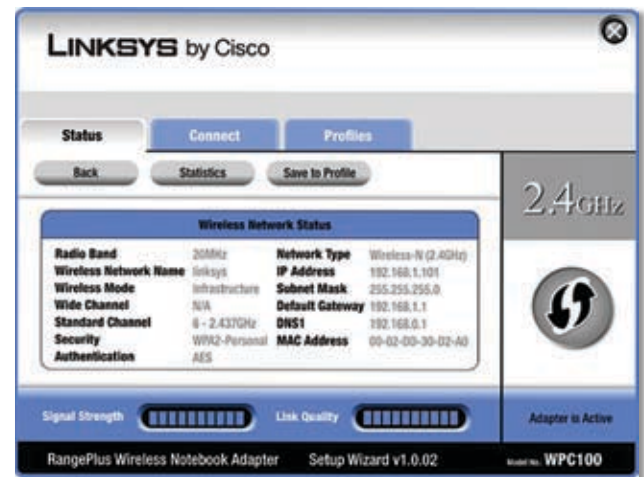 LINKSYS by Cisco
Status Connect Profiles
Back Statistics Save to Profile
2.4GHz
Wireless Network Status
Radio Band 20MHz Network Type Wireless-N (2.4GHz)
Wireless Network Name linksys IP Address 192.168.1.101
Wireless Mode Infrastructure Subnet Mask 255.255.255.0
Wide Channel N/A Default Gateway 192.168.1.1
Standard Channel 6 - 2.437GHz DNS1 192.168.0.1
Security WPA2-Personal MAC Address 00-02-DD-30-D2-A0
Authentication AES
Signal Strength Link Quality Adapter is Active
RangePlus Wireless Notebook Adapter Setup Wizard v1.0.02 Model No. WPC100